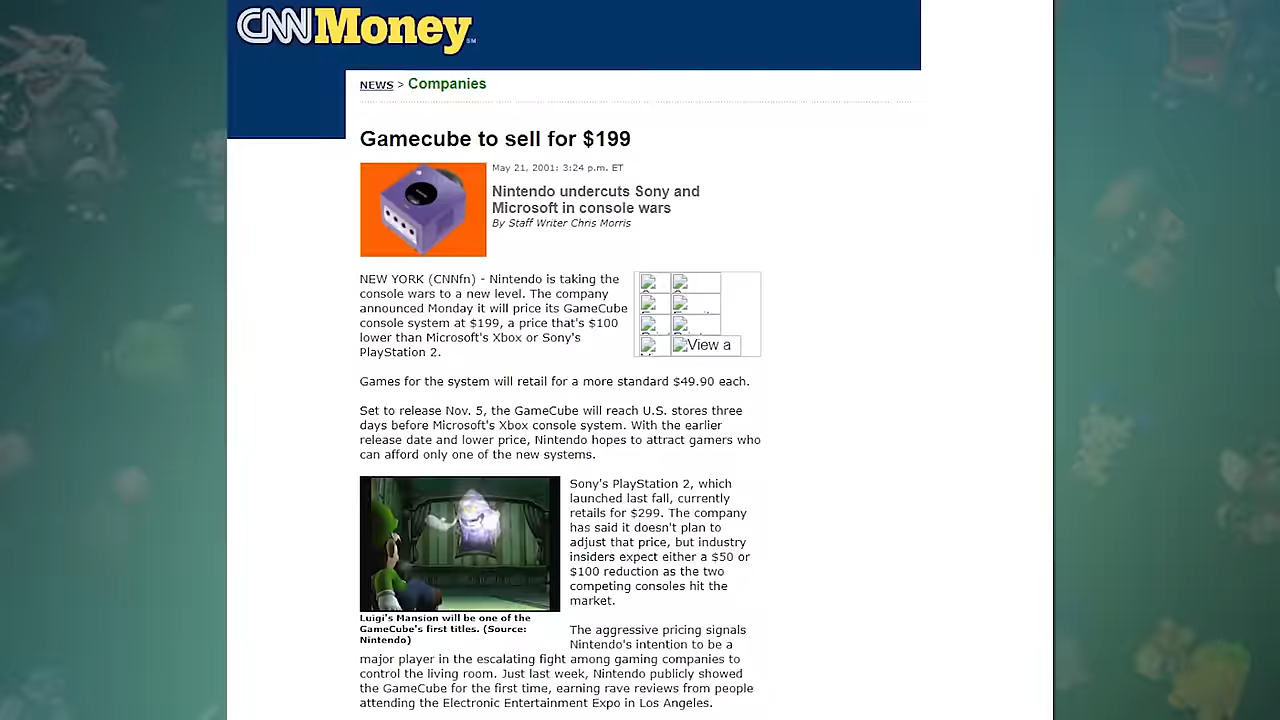 CNNMoney SM
NEWS > Companies
Gamecube to sell for $199
May 21, 2001: 3:24 p.m. ET
Nintendo undercuts Sony and
Microsoft in console wars
By Staff Writer Chris Morris
NEW YORK (CNNfn) - Nintendo is taking the
console wars to a new level. The company
announced Monday it will price its GameCube
console system at $199, a price that's $100
lower than Microsoft's Xbox or Sony's
PlayStation 2.
View a
Games for the system will retail for a more standard $49.90 each.
Set to release Nov. 5, the GameCube will reach U.S. stores three
days before Microsoft's Xbox console system. With the earlier
release date and lower price, Nintendo hopes to attract gamers who
can afford only one of the new systems.
Sony's PlayStation 2, which
launched last fall, currently
retails for $299. The company
has said it doesn't plan to
adjust that price, but industry
insiders expect either a $50 or
$100 reduction as the two
competing consoles hit the
market.
Luigi's Mansion will be one of the
GameCube's first titles. (Source:
Nintendo)
The aggressive pricing signals
Nintendo's intention to be a
major player in the escalating fight among gaming companies to
control the living room. Just last week, Nintendo publicly showed
the GameCube for the first time, earning rave reviews from people
attending the Electronic Entertainment Expo in Los Angeles.